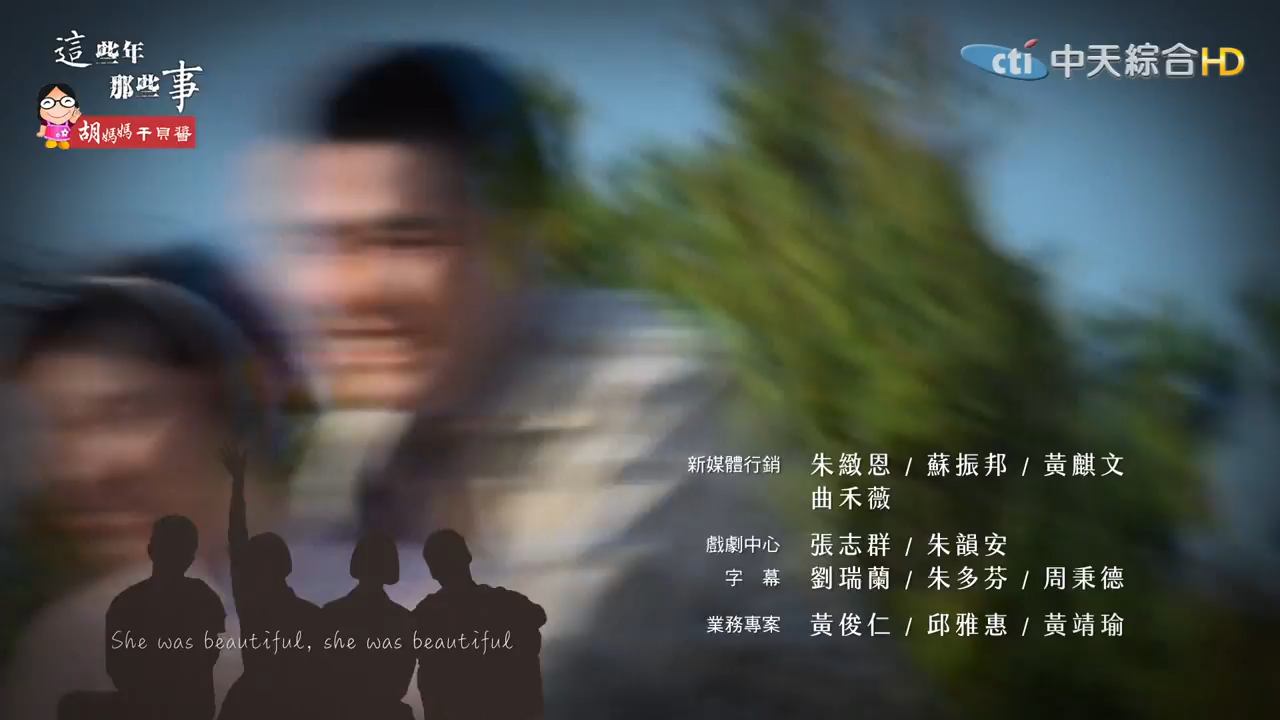 這些年
那些事
胡媽媽干貝醬
cti 中天綜合HD
新媒體行銷 朱緻恩 / 蘇振邦 / 黃麒文
曲禾薇
戲劇中心 張志群 / 朱韻安
字 幕 劉瑞蘭 / 朱多芬 / 周秉德
業務專案 黃俊仁 / 邱雅惠 / 黃靖瑜
She was beautiful, she was beautiful